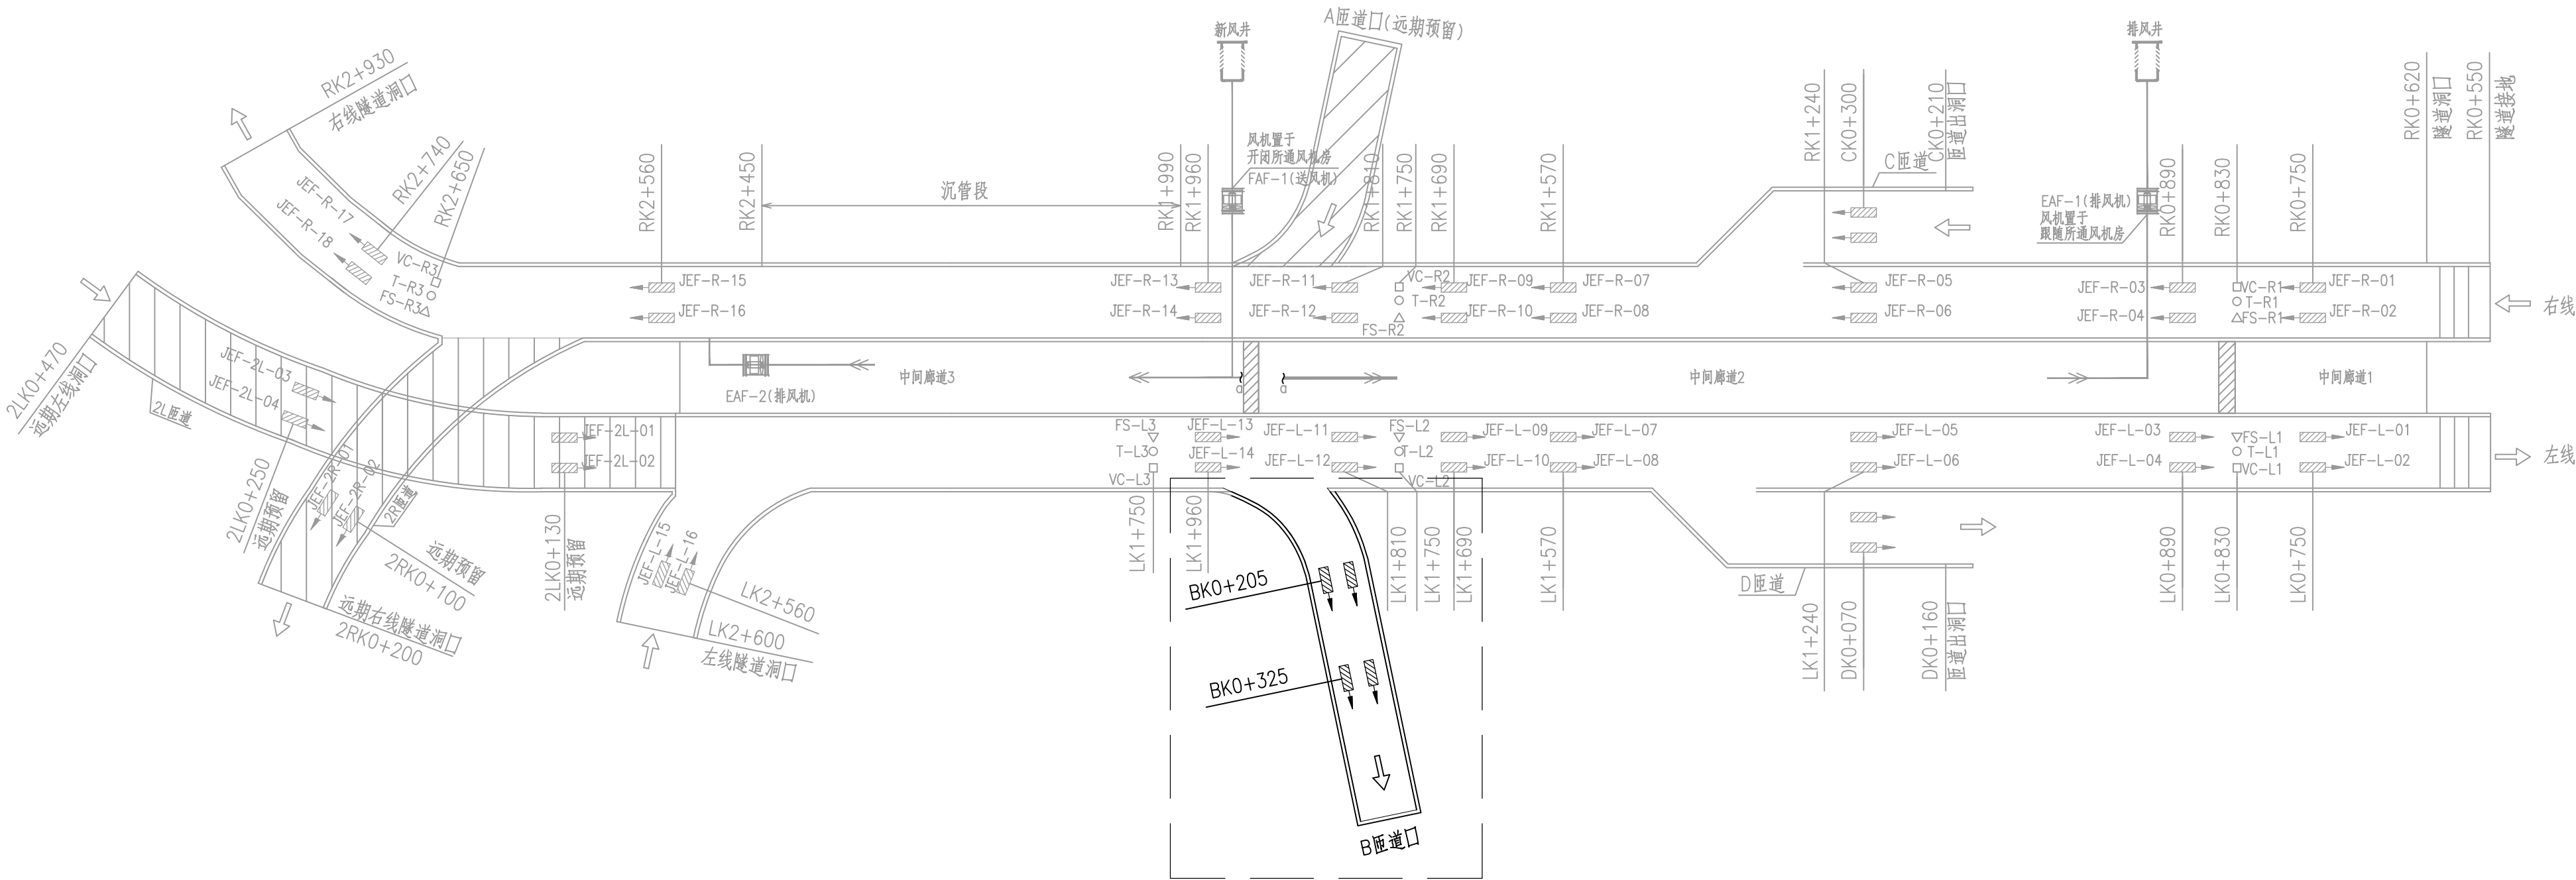 新风井
A匝道口(远期预留)
排风井
RK2+930
右线隧道洞口
RK2+740
RK2+650
JEF-R-17
JEF-R-18
VC-R3
T-R3
FS-R3
RK2+560
RK2+450
沉管段
RK1+990
RK1+960
风机置于
开闭所通风机房
FAF-1(送风机)
RK1+810
RK1+750
RK1+690
RK1+570
RK1+240
CK0+300
CK0+210
匝道出洞口
C匝道
EAF-1(排风机)
风机置于
跟随所通风机房
RK0+890
RK0+830
RK0+750
RK0+620
隧道洞口
RK0+550
隧道接地
JEF-R-15
JEF-R-16
JEF-R-13
JEF-R-14
JEF-R-11
JEF-R-12
VC-R2
T-R2
FS-R2
JEF-R-09
JEF-R-10
JEF-R-07
JEF-R-08
JEF-R-05
JEF-R-06
JEF-R-03
JEF-R-04
VC-R1
T-R1
FS-R1
JEF-R-01
JEF-R-02
右线
2LK0+470
远期左线洞口
JEF-2L-03
JEF-2L-04
2L匝道
EAF-2(排风机)
中间廊道3
a
a
中间廊道2
中间廊道1
JEF-2L-01
JEF-2L-02
FS-L3
T-L3
VC-L3
JEF-L-13
JEF-L-14
JEF-L-11
JEF-L-12
FS-L2
T-L2
VC-L2
JEF-L-09
JEF-L-10
JEF-L-07
JEF-L-08
JEF-L-05
JEF-L-06
JEF-L-03
JEF-L-04
FS-L1
T-L1
VC-L1
JEF-L-01
JEF-L-02
左线
2LK0+250
远期预留
JEF-2R-01
JEF-2R-02
2R匝道
远期预留
2RK0+100
远期右线隧道洞口
2RK0+200
2LK0+130
远期预留
JEF-L-15
JEF-L-16
LK2+560
LK2+600
左线隧道洞口
LK1+750
LK1+960
LK1+810
LK1+750
LK1+690
LK1+570
D匝道
LK1+240
DK0+070
DK0+160
匝道出洞口
LK0+890
LK0+830
LK0+750
BK0+205
BK0+325
B匝道口